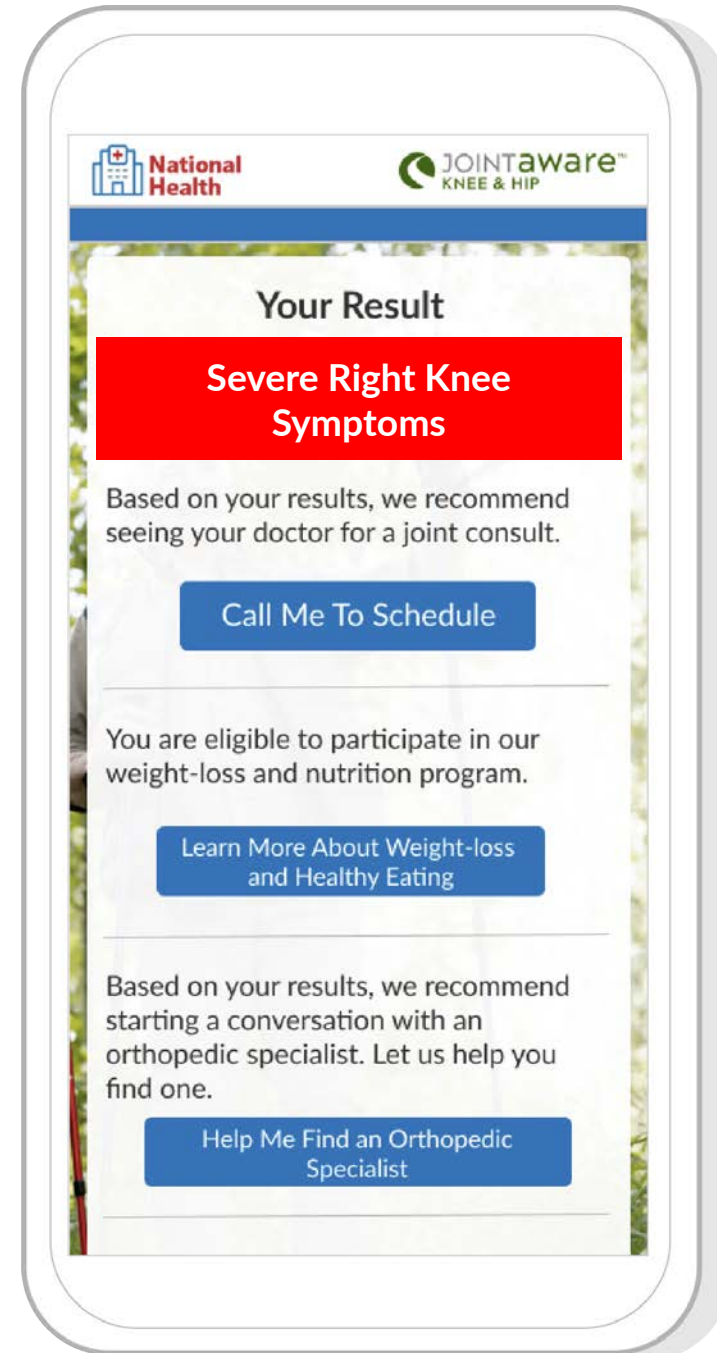 National
Health
JOINTaware™
KNEE & HIP
Your Result
Severe Right Knee
Symptoms
Based on your results, we recommend
seeing your doctor for a joint consult.
Call Me To Schedule
You are eligible to participate in our
weight-loss and nutrition program.
Learn More About Weight-loss
and Healthy Eating
Based on your results, we recommend
starting a conversation with an
orthopedic specialist. Let us help you
find one.
Help Me Find an Orthopedic
Specialist